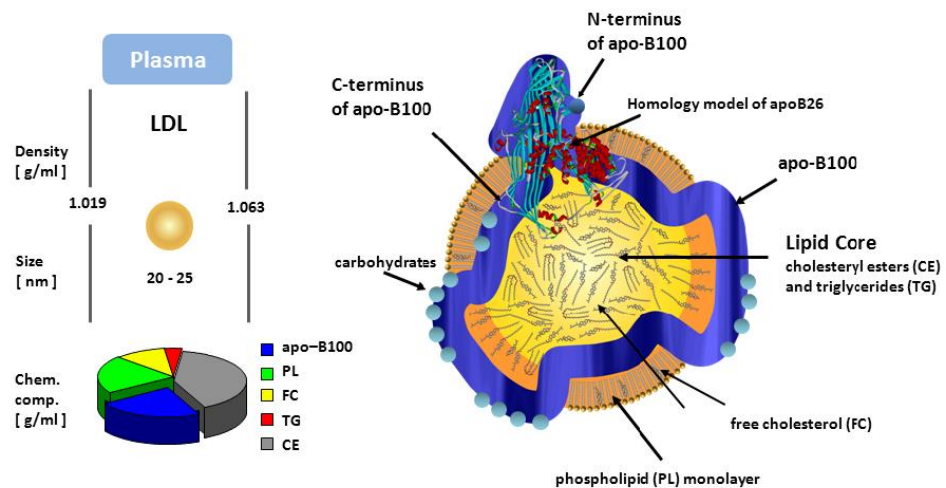 Plasma
LDL
Density
[ g/ml ]
1.019
1.063
Size
[ nm ]
20 - 25
Chem.
comp.
[ g/ml ]
apo–B100
PL
FC
TG
CE
N-terminus
of apo-B100
C-terminus
of apo-B100
Homology model of apoB26
apo-B100
Lipid Core
cholesteryl esters (CE)
and triglycerides (TG)
carbohydrates
free cholesterol (FC)
phospholipid (PL) monolayer